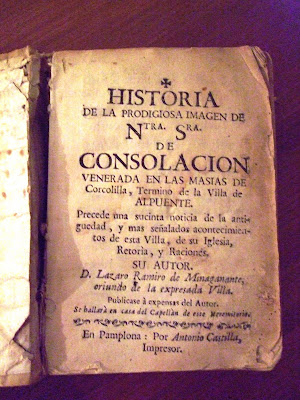 HISTORIA
DE LA PRODIGIOSA IMAGEN DE
NTRA. SRA.
DE
CONSOLACION
VENERADA EN LAS MASIAS DE
Corcolilla, Termino de la Villa de
ALPUENTE.
Precede una sucinta noticia de la anti-
guedad, y mas señalados acontecimien-
tos de esta Villa, de su Iglesia,
Retoria, y Raciones.
SU AUTOR.
D. Lazaro Ramiro de Minaganante,
oriundo de la expresada Villa.
Publicase à expensas del Autor.
Se hallarà en casa del Capellan de este Heremitorio.
En Pamplona: Por Antonio Castilla,
Impresor.